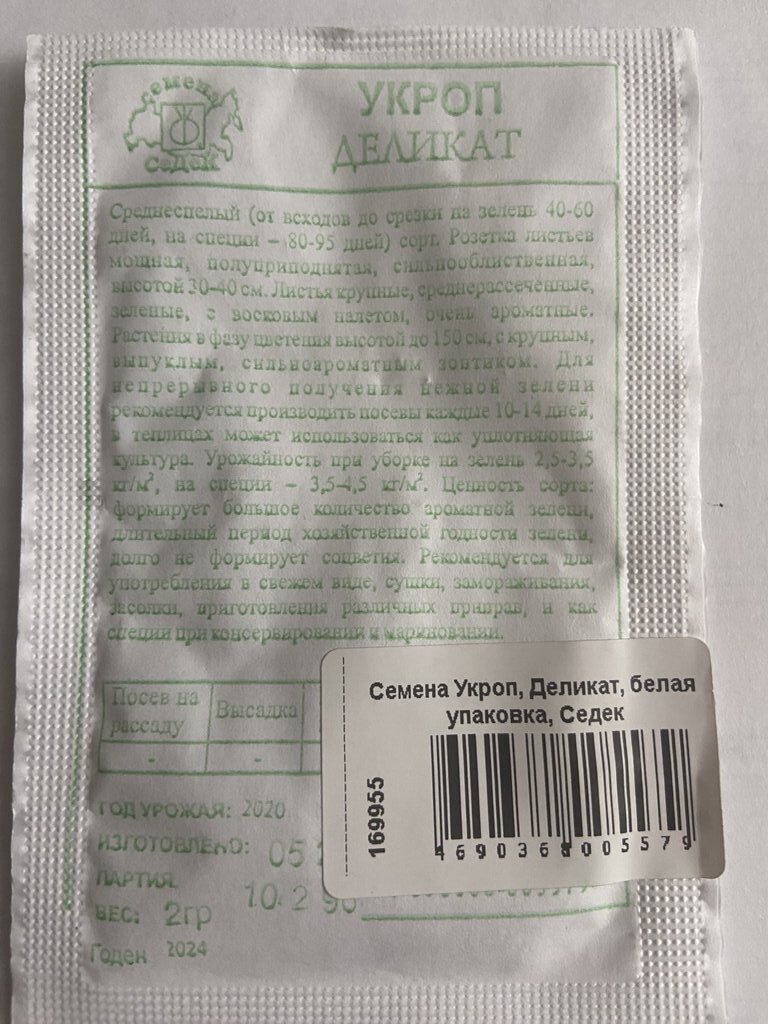 семена
седек
УКРОП
ДЕЛИКАТ
Среднеспелый (от всходов до срезки на зелень 40-60
дней, на специи – 80-95 дней) сорт. Розетка листьев
мощная, полуприподнятая, сильнооблиственная,
высотой 30-40 см. Листья крупные, среднерассеченные,
зеленые, с восковым налетом, очень ароматные.
Растения в фазу цветения высотой до 150 см, с крупным,
выпуклым, сильноароматным зонтиком. Для
непрерывного получения нежной зелени
рекомендуется производить посевы каждые 10-14 дней,
в теплицах может использоваться как уплотняющая
культура. Урожайность при уборке на зелень 2,5-3,5
кг/м², на специи – 3,5-4,5 кг/м². Ценность сорта:
формирует большое количество ароматной зелени,
длительный период хозяйственной годности зелени,
долго не формирует соцветия. Рекомендуется для
употребления в свежем виде, сушки, замораживания,
засолки, приготовления различных приправ, и как
специи при консервировании и мариновании.
Посев на
рассаду
Высадка
- -
ГОД УРОЖАЯ: 2020
ИЗГОТОВЛЕНО: 05
ПАРТИЯ. 10. 2 90
ВЕС: 2гр
Годен 2024
Семена Укроп, Деликат, белая
упаковка, Седек
169955
4690368005579